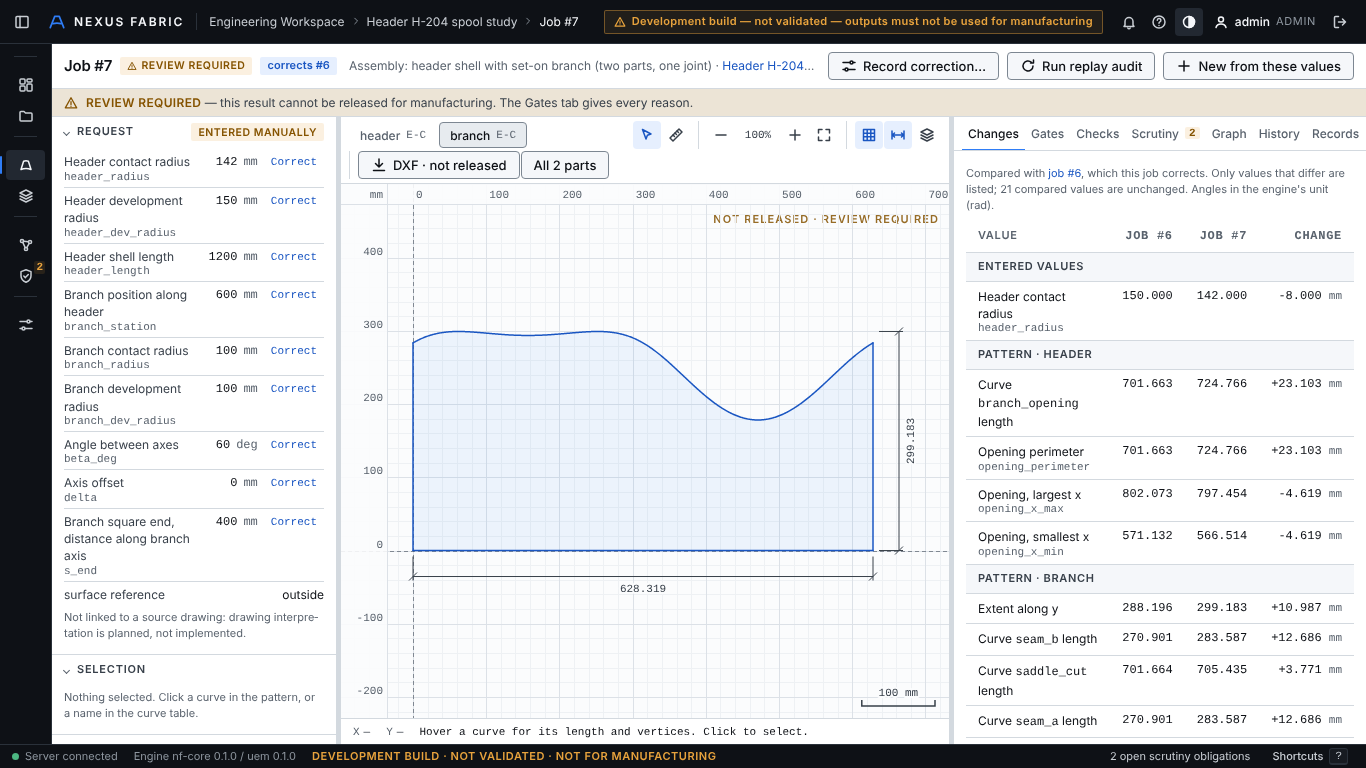 NEXUS FABRIC
Engineering Workspace > Header H-204 spool study > Job #7
Development build — not validated — outputs must not be used for manufacturing
admin ADMIN
Job #7
REVIEW REQUIRED
corrects #6
Assembly: header shell with set-on branch (two parts, one joint) · Header H-204...
Record correction...
Run replay audit
New from these values
REVIEW REQUIRED — this result cannot be released for manufacturing. The Gates tab gives every reason.
REQUEST
ENTERED MANUALLY
Header contact radius 142 mm Correct
header_radius
Header development 150 mm Correct
radius
header_dev_radius
Header shell length 1200 mm Correct
header_length
Branch position along 600 mm Correct
header
branch_station
Branch contact radius 100 mm Correct
branch_radius
Branch development 100 mm Correct
radius
branch_dev_radius
Angle between axes 60 deg Correct
beta_deg
Axis offset 0 mm Correct
delta
Branch square end, 400 mm Correct
distance along branch
axis
s_end
surface reference outside
Not linked to a source drawing: drawing interpre-
tation is planned, not implemented.
SELECTION
Nothing selected. Click a curve in the pattern, or
a name in the curve table.
header E-C
branch E-C
100%
DXF · not released
All 2 parts
mm 0 100 200 300 400 500 600 700
NOT RELEASED · REVIEW REQUIRED
400
300
200
100
0
-100
-200
299.183
628.319
100 mm
X — Y — Hover a curve for its length and vertices. Click to select.
Changes Gates Checks Scrutiny 2 Graph History Records
Compared with job #6, which this job corrects. Only values that differ are
listed; 21 compared values are unchanged. Angles in the engine's unit
(rad).
VALUE JOB #6 JOB #7 CHANGE
ENTERED VALUES
Header contact 150.000 142.000 -8.000 mm
radius
header_radius
PATTERN · HEADER
Curve 701.663 724.766 +23.103 mm
branch_opening
length
Opening perimeter 701.663 724.766 +23.103 mm
opening_perimeter
Opening, largest x 802.073 797.454 -4.619 mm
opening_x_max
Opening, smallest x 571.132 566.514 -4.619 mm
opening_x_min
PATTERN · BRANCH
Extent along y 288.196 299.183 +10.987 mm
Curve seam_b length 270.901 283.587 +12.686 mm
Curve saddle_cut 701.664 705.435 +3.771 mm
length
Curve seam_a length 270.901 283.587 +12.686 mm
2
Server connected
Engine nf-core 0.1.0 / uem 0.1.0
DEVELOPMENT BUILD · NOT VALIDATED · NOT FOR MANUFACTURING
2 open scrutiny obligations
Shortcuts ?